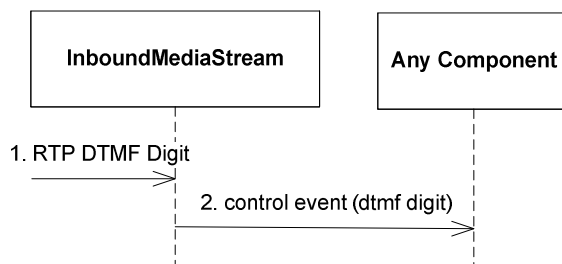 InboundMediaStream
Any Component
1. RTP DTMF Digit
2. control event (dtmf digit)